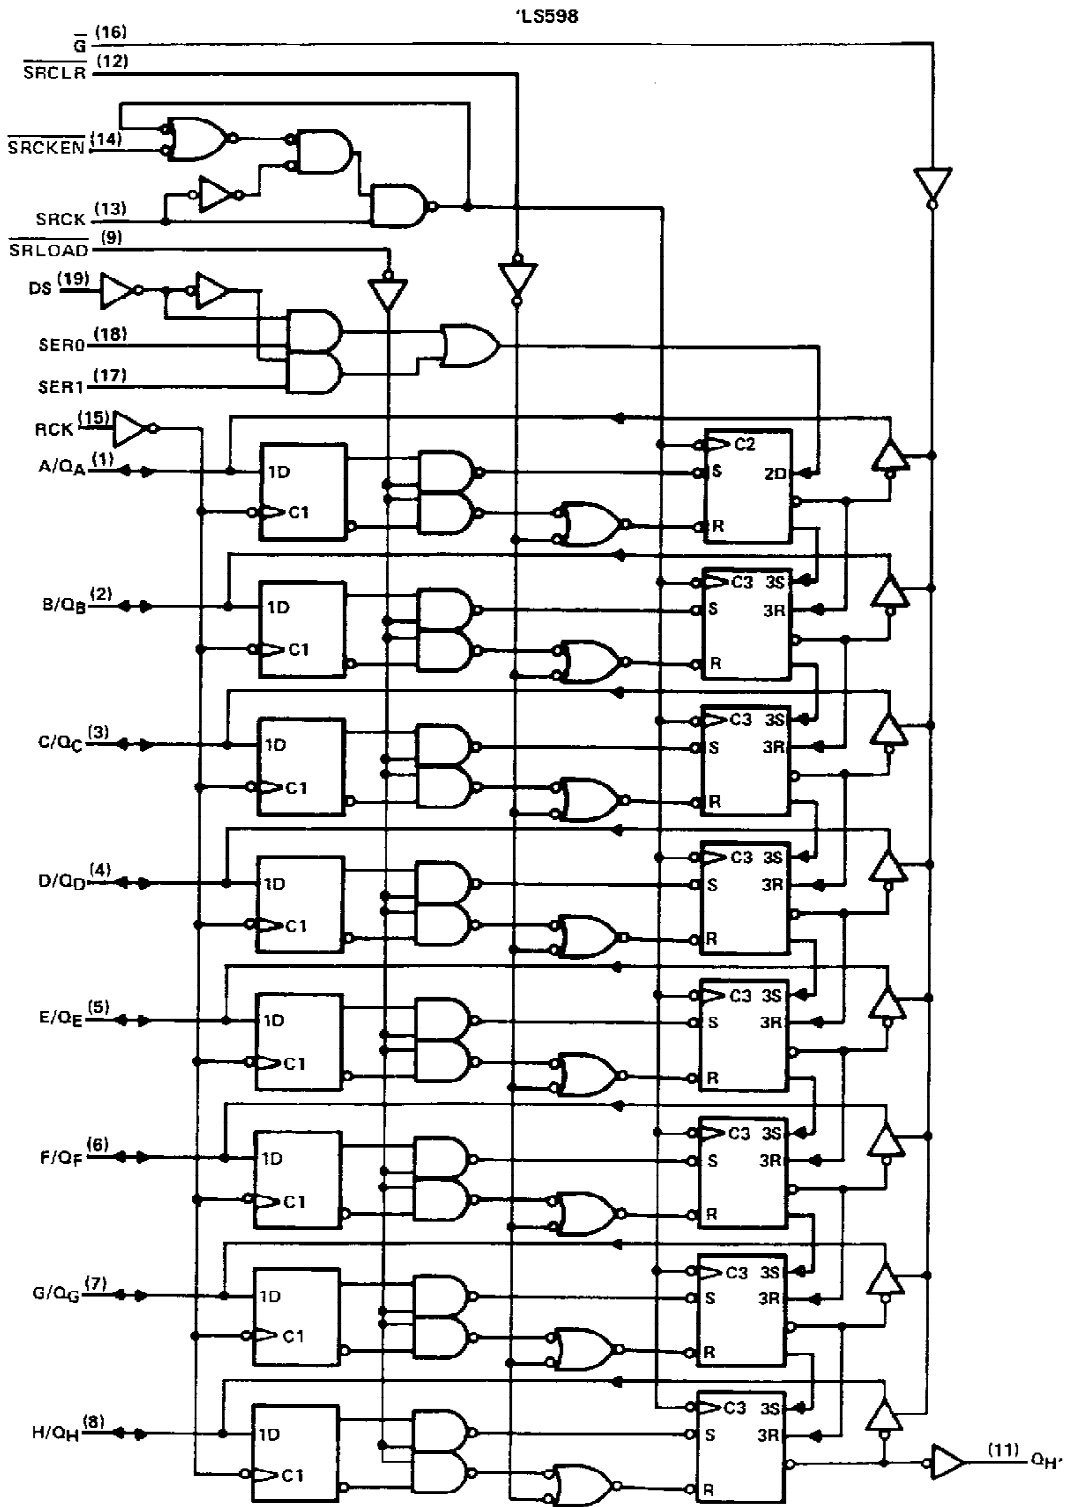 'LS598
G (16)
SRCLR (12)
SRCKEN (14)
SRCK (13)
SRLOAD (9)
DS (19)
SER0 (18)
SER1 (17)
RCK (15)
A/QA (1)
1D
C1
C2
S
2D
R
B/QB (2)
1D
C1
C3 3S
S
3R
R
C/QC (3)
1D
C1
C3 3S
S
3R
R
D/QD (4)
1D
C1
C3 3S
S
3R
R
E/QE (5)
1D
C1
C3 3S
S
3R
R
F/QF (6)
1D
C1
C3 3S
S
3R
R
G/QG (7)
1D
C1
C3 3S
S
3R
R
H/QH (8)
1D
C1
C3 3S
S
3R
R
(11) QH'